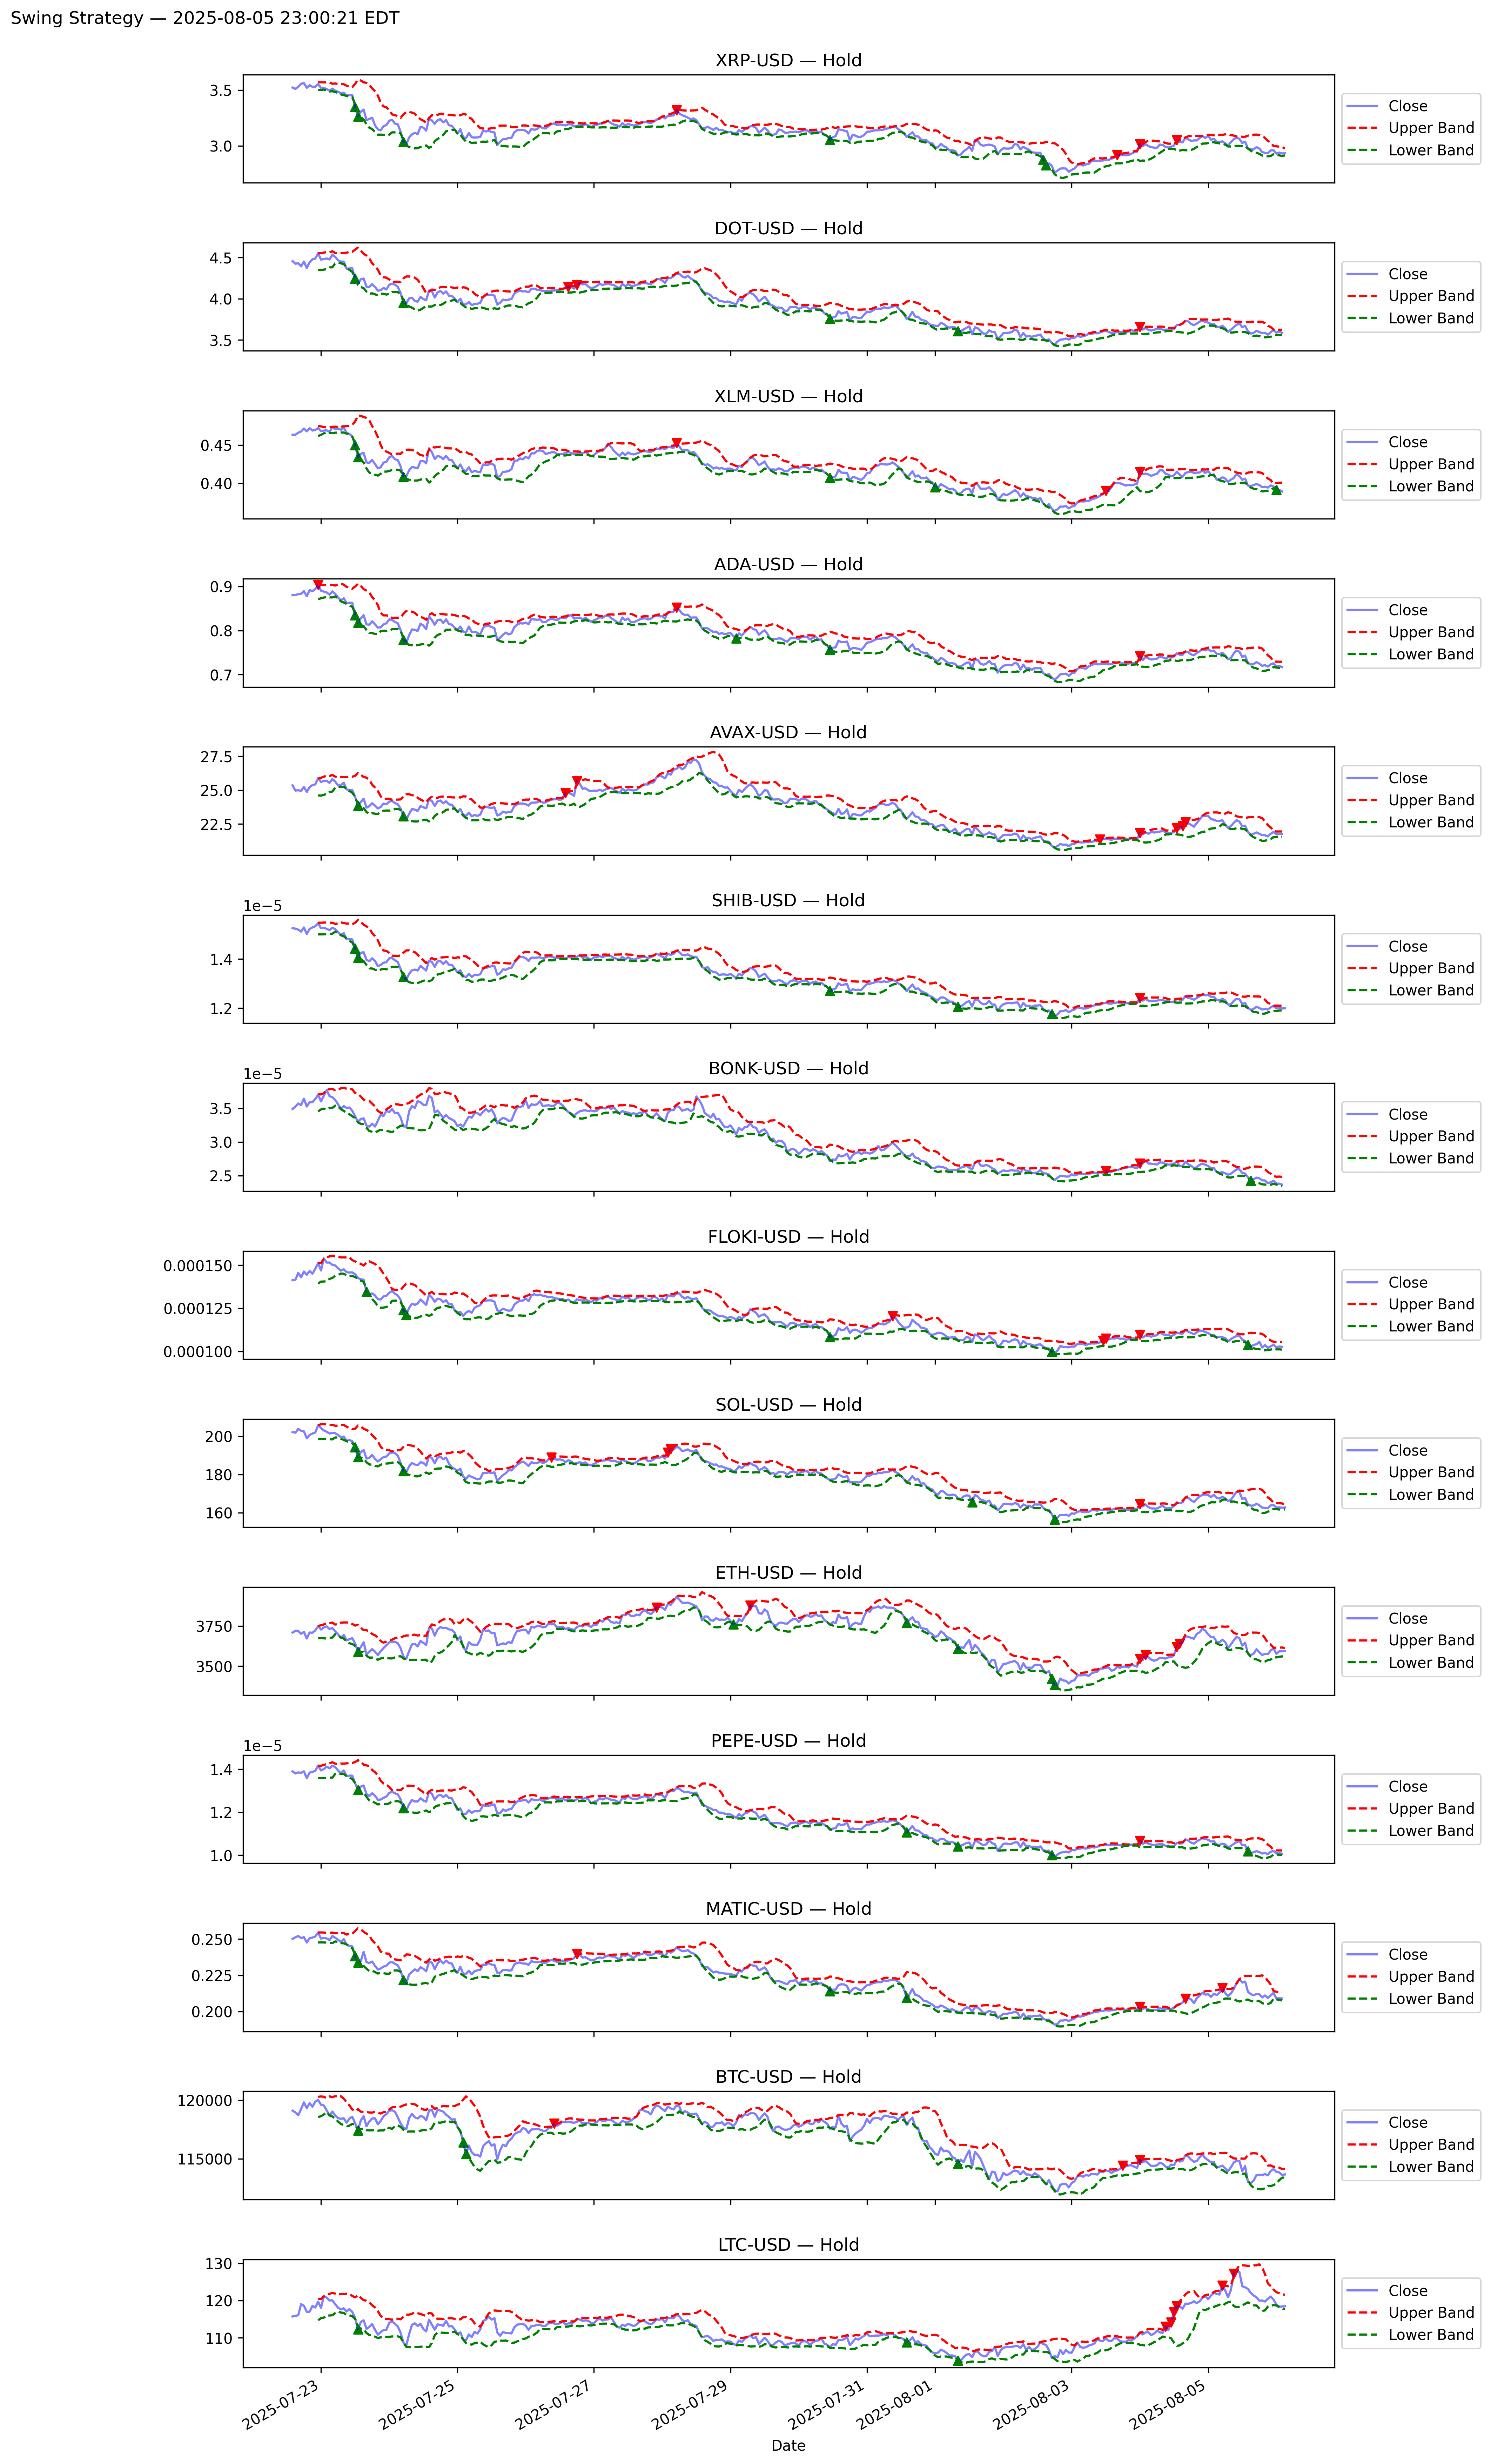 Swing Strategy — 2025-08-05 23:00:21 EDT
XRP-USD — Hold
3.5
3.0
Close
Upper Band
Lower Band
DOT-USD — Hold
4.5
4.0
3.5
Close
Upper Band
Lower Band
XLM-USD — Hold
0.45
0.40
Close
Upper Band
Lower Band
ADA-USD — Hold
0.9
0.8
0.7
Close
Upper Band
Lower Band
AVAX-USD — Hold
27.5
25.0
22.5
Close
Upper Band
Lower Band
SHIB-USD — Hold
1e−5
1.4
1.2
Close
Upper Band
Lower Band
BONK-USD — Hold
1e−5
3.5
3.0
2.5
Close
Upper Band
Lower Band
FLOKI-USD — Hold
0.000150
0.000125
0.000100
Close
Upper Band
Lower Band
SOL-USD — Hold
200
180
160
Close
Upper Band
Lower Band
ETH-USD — Hold
3750
3500
Close
Upper Band
Lower Band
PEPE-USD — Hold
1e−5
1.4
1.2
1.0
Close
Upper Band
Lower Band
MATIC-USD — Hold
0.250
0.225
0.200
Close
Upper Band
Lower Band
BTC-USD — Hold
120000
115000
Close
Upper Band
Lower Band
LTC-USD — Hold
130
120
110
Close
Upper Band
Lower Band
2025-07-23
2025-07-25
2025-07-27
2025-07-29
2025-07-31
2025-08-01
2025-08-03
2025-08-05
Date